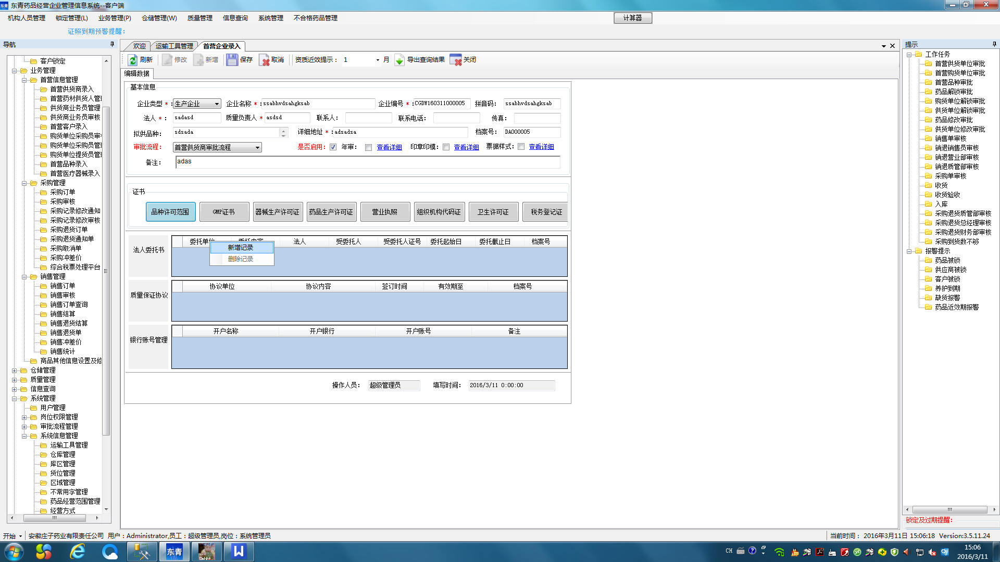 东青药品经营企业管理信息系统--客户端
机构人员管理 锁定管理(L) 业务管理(P) 仓储管理(W) 质量管理 信息查询 系统管理 不合格药品管理 计算器
证照到期预警提醒：
导航
客户锁定
业务管理
首营信息管理
首营供货商录入
首营药材供货人管理
供货商业务员管理
供货商业务员审核
首营客户录入
购货单位采购员审
购货单位采购员管
购货单位提货员管
首营品种录入
首营医疗器械录入
采购管理
采购订单
采购审核
采购记录修改通知
采购记录修改审核
采购退货订单
采购退货通知单
采购取消单
采购冲差价
综合税票处理平台
销售管理
销售订单
销售审核
销售订单查询
销售结算
销售退货结算
销售退货单
销售冲差价
销售统计
商品其他信息设置及修
仓储管理
质量管理
信息查询
系统管理
用户管理
岗位权限管理
审批流程管理
系统信息管理
运输工具管理
仓库管理
库区管理
货位管理
区域管理
不常用字管理
药品经营范围管理
经营方式
欢迎 运输工具管理 首营企业录入
刷新 修改 新增 保存 取消 资质近效提示： 1 月 导出查询结果 关闭
编辑数据
基本信息
企业类型 *： 生产企业 企业名称 *： ssabhvdsahgksab 企业编号 *： CGDW160311000005 拼音码： ssabhvdsahgksab
法人 *： sadasd 质量负责人 * asdsd 联系人： 联系电话： 传真：
拟供品种： sdsada 详细地址 *： adsadsa 档案号： DA000005
审批流程： 首营供货商审批流程 是否启用： 年审： 查看详细 印章印模： 查看详细 票据样式： 查看详细
备注： adas
证书
品种许可范围 GMP证书 器械生产许可证 药品生产许可证 营业执照 组织机构代码证 卫生许可证 税务登记证
法人委托书 委托单位 委托内容 法人 受委托人 受委托人证号 委托起始日 委托截止日 档案号
新增记录
删除记录
质量保证协议 协议单位 协议内容 签订时间 有效期至 档案号
银行账号管理 开户名称 开户银行 开户账号 备注
操作人员： 超级管理员 填写时间： 2016/3/11 0:00:00
提示
工作任务
首营供货单位审批
首营购货单位审批
首营品种审批
药品解锁审批
购货单位解锁审批
供货单位解锁审批
药品修改审批
供货单位修改审批
销售单审核
销退销售员审核
销退营业部审核
销退质管部审核
采购单审核
收货
收货验收
入库
采购退货质管部审核
采购退货总经理审核
采购退货财务部审核
采购到货数不够
报警提示
药品被锁
供应商被锁
客户被锁
养护到期
缺货报警
药品近效期报警
锁定及过期提醒：
开始 安徽庄子药业有限责任公司 用户：Administrator,员工：超级管理员,岗位：系统管理员 当前时间： 2016年3月11日 15:06:18 Version:3.5.11.24
东青 CH 15:06
2016/3/11